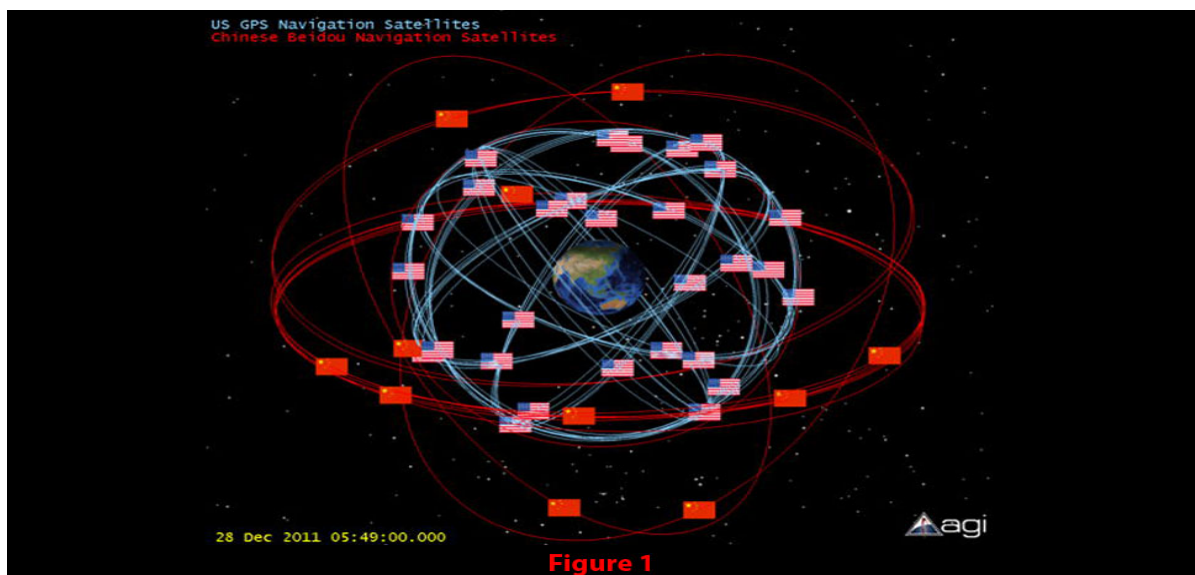 US GPS Navigation Satellites
Chinese Beidou Navigation Satellites
28 Dec 2011 05:49:00.000
agi
Figure 1